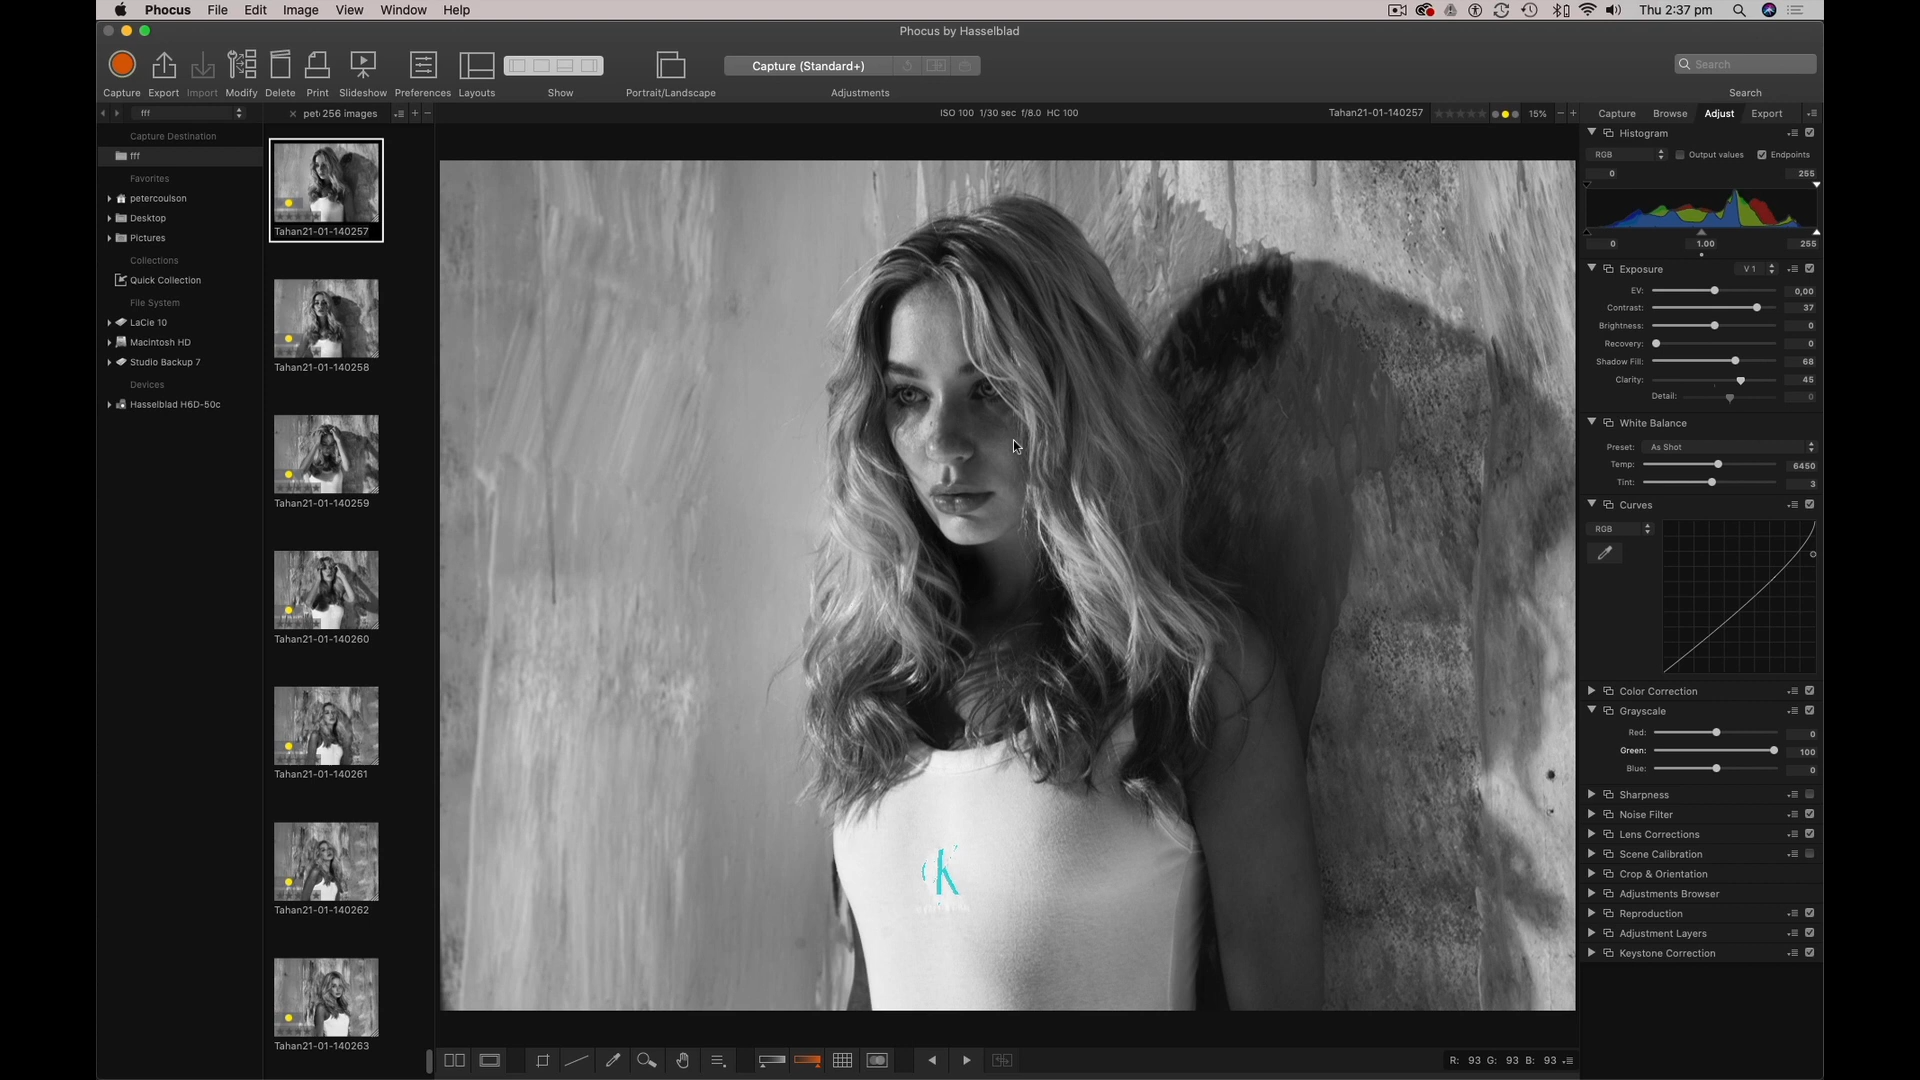 Phocus File Edit Image View Window Help
Thu 2:37 pm
Phocus by Hasselblad
Capture (Standard+)
Search
Capture Export Import Modify Delete Print Slideshow Preferences Layouts Show Portrait/Landscape Adjustments Search
fff
pet 256 images
ISO 100 1/30 sec f/8.0 HC 100
Tahan21-01-140257
15%
Capture Browse Adjust Export
Capture Destination
fff
Favorites
petercoulson
Desktop
Pictures
Collections
Quick Collection
File System
LaCie 10
Macintosh HD
Studio Backup 7
Devices
Hasselblad H6D-50c
Tahan21-01-140257
Tahan21-01-140258
Tahan21-01-140259
Tahan21-01-140260
Tahan21-01-140261
Tahan21-01-140262
Tahan21-01-140263
K
Histogram
RGB Output values Endpoints
0 255
0 1.00 255
Exposure V 1
EV: 0,00
Contrast: 37
Brightness: 0
Recovery: 0
Shadow Fill: 68
Clarity: 45
Detail: 0
White Balance
Preset: As Shot
Temp: 6450
Tint: 3
Curves
RGB
Color Correction
Grayscale
Red: 0
Green: 100
Blue: 0
Sharpness
Noise Filter
Lens Corrections
Scene Calibration
Crop & Orientation
Adjustments Browser
Reproduction
Adjustment Layers
Keystone Correction
R: 93 G: 93 B: 93